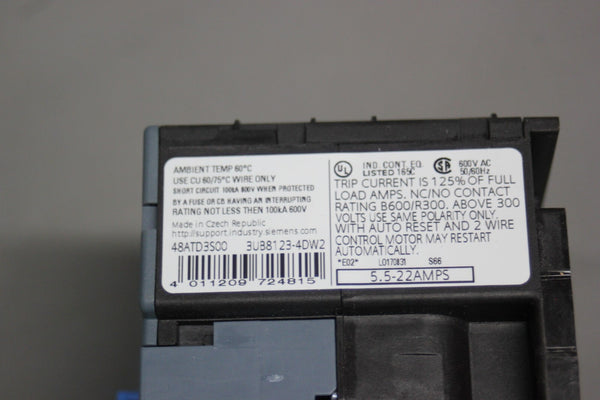 AMBIENT TEMP 60°C
USE CU 60/75°C WIRE ONLY
SHORT CIRCUIT 100kA 600V WHEN PROTECTED
BY A FUSE OR CB HAVING AN INTERRUPTING
RATING NOT LESS THEN 100kA 600V
Made in Czech Republic
http://support.industry.siemens.com
48ATD3S00 3UB8123-4DW2
4 011209 724815
UL IND. CONT. EQ. LISTED 165C SA 600V AC 50/60Hz
TRIP CURRENT IS 125% OF FULL
LOAD AMPS, NC/NO CONTACT
RATING B600/R300. ABOVE 300
VOLTS USE SAME POLARITY ONLY.
WITH AUTO RESET AND 2 WIRE
CONTROL MOTOR MAY RESTART
AUTOMATICALLY.
*E02* LO170831 S66
5.5-22AMPS